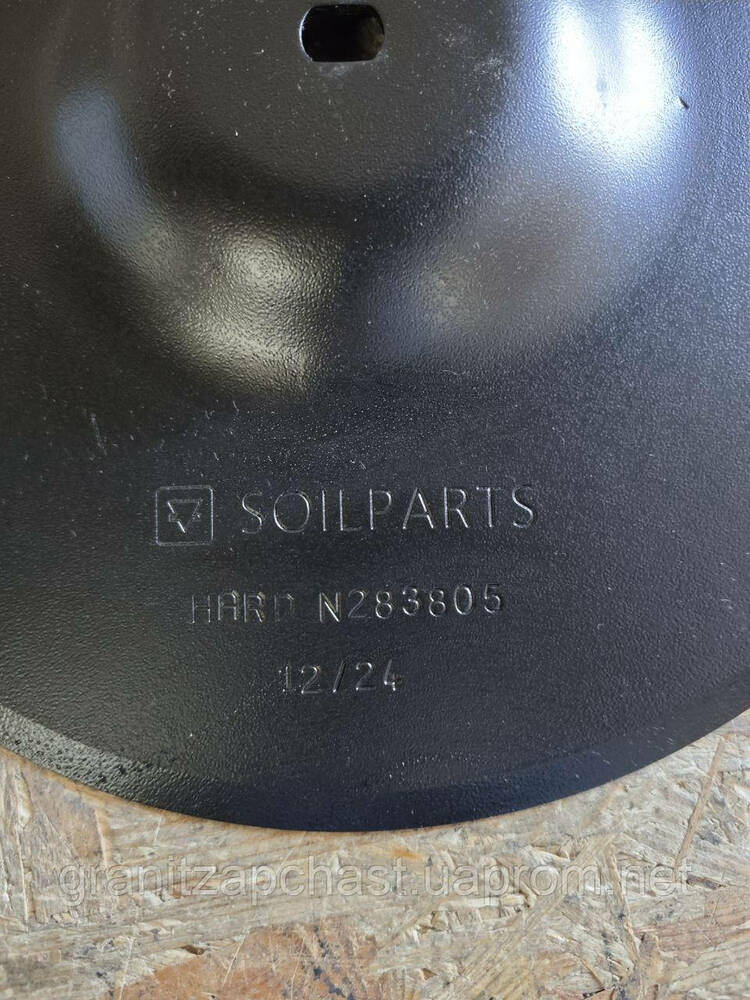 SOILPARTS
HARD N283805
12/24
granitzapchast.uaprom.net